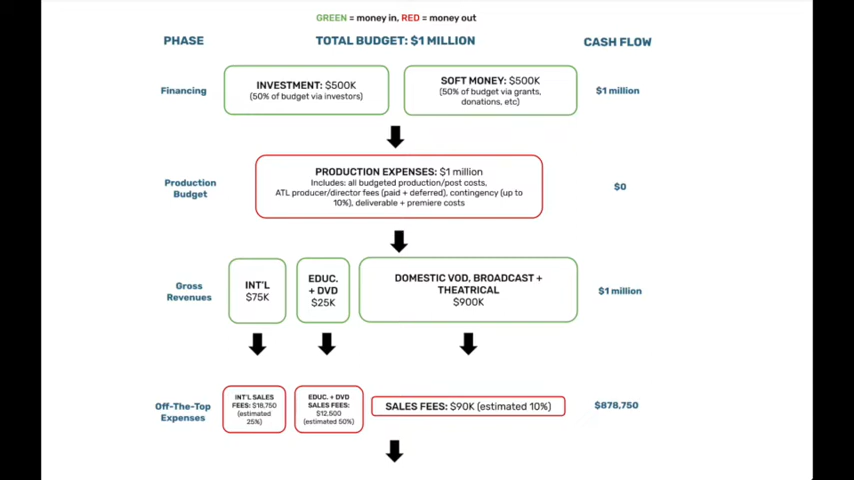 GREEN = money in, RED = money out
PHASE
TOTAL BUDGET: $1 MILLION
CASH FLOW
Financing
INVESTMENT: $500K
(50% of budget via investors)
SOFT MONEY: $500K
(50% of budget via grants,
donations, etc)
$1 million
Production
Budget
PRODUCTION EXPENSES: $1 million
Includes: all budgeted production/post costs,
ATL producer/director fees (paid + deferred), contingency (up to
10%), deliverable + premiere costs
$0
Gross
Revenues
INT'L
$75K
EDUC.
+ DVD
$25K
DOMESTIC VOD, BROADCAST +
THEATRICAL
$900K
$1 million
Off-The-Top
Expenses
INT'L SALES
FEES: $18,750
(estimated
25%)
EDUC. + DVD
SALES FEES:
$12,500
(estimated 50%)
SALES FEES: $90K (estimated 10%)
$878,750